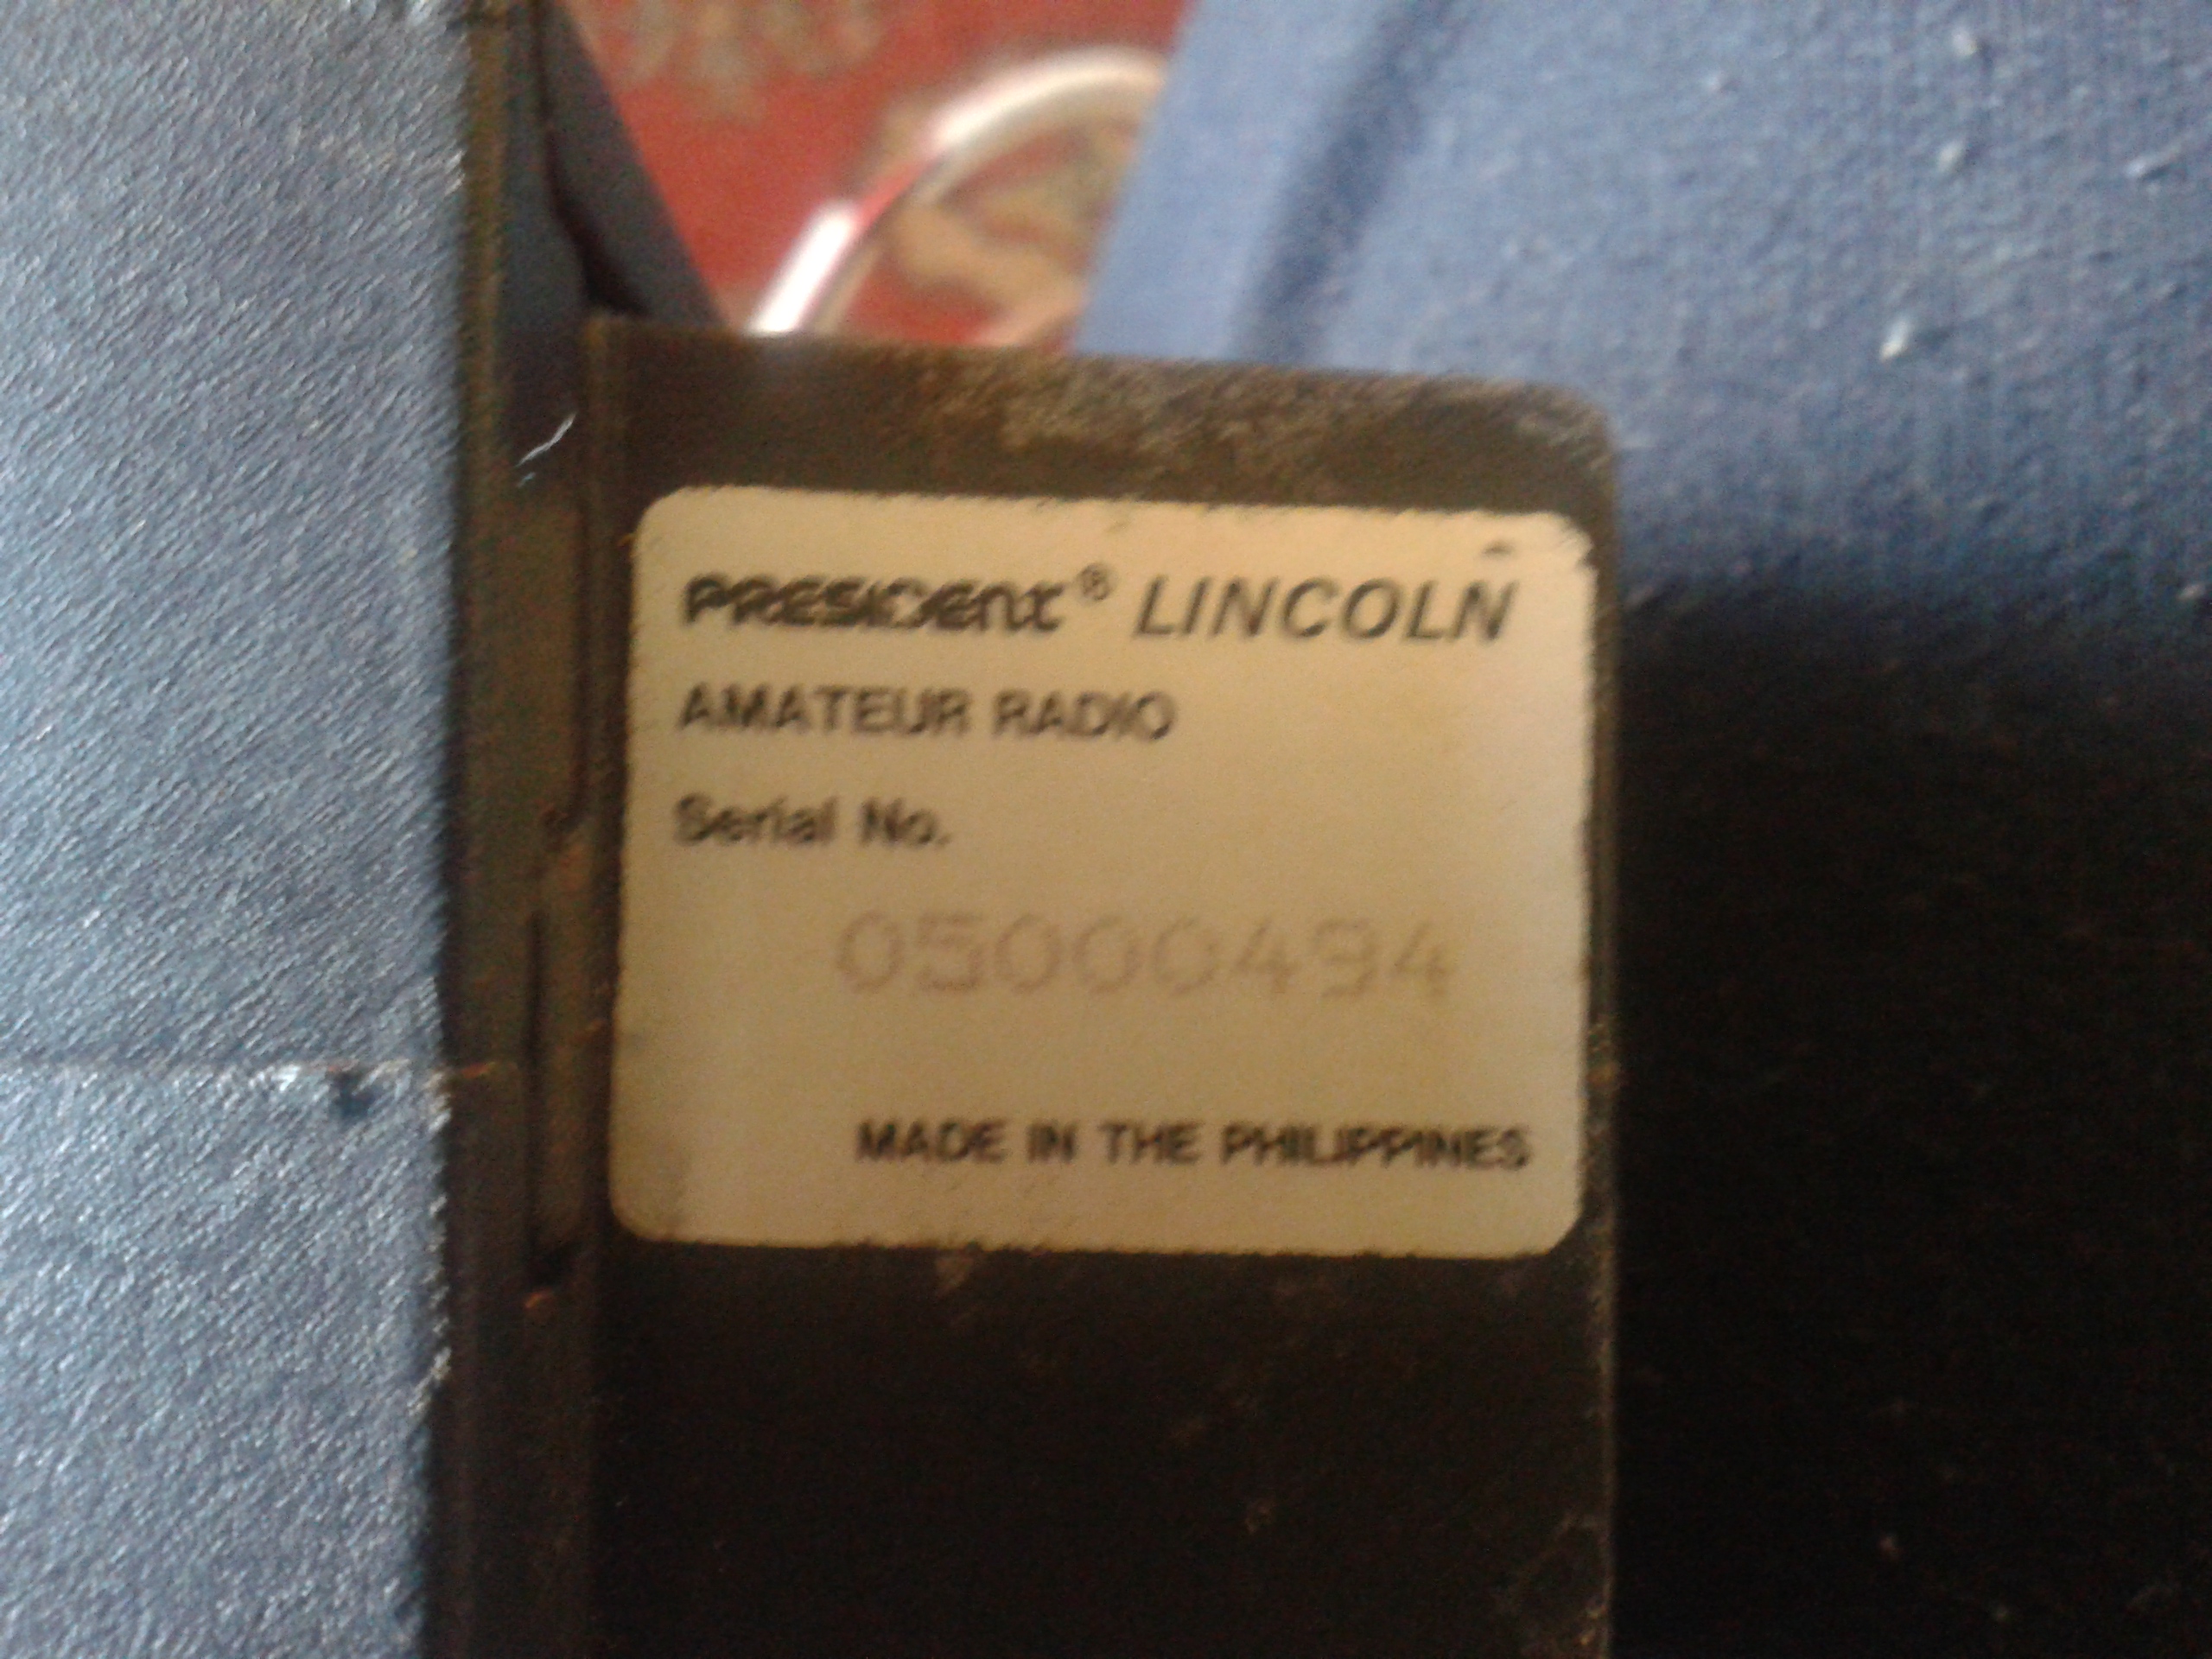 PRESIDENT® LINCOLN
AMATEUR RADIO
Serial No.
05000494
MADE IN THE PHILIPPINES